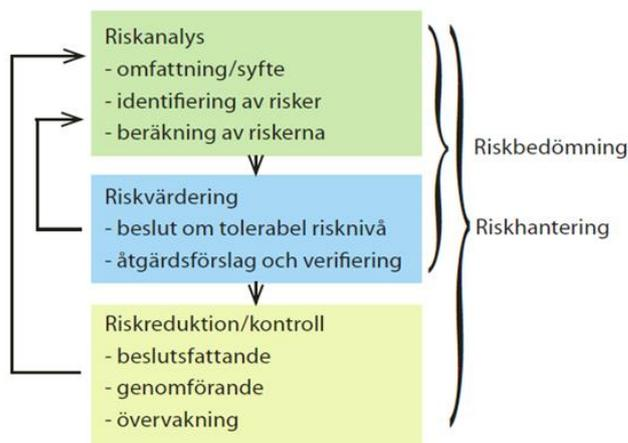 Riskanalys
- omfattning/syfte
- identifiering av risker
- beräkning av riskerna
Riskbedömning
Riskvärdering
- beslut om tolerabel risknivå
- åtgärdsförslag och verifiering
Riskhantering
Riskreduktion/kontroll
- beslutsfattande
- genomförande
- övervakning